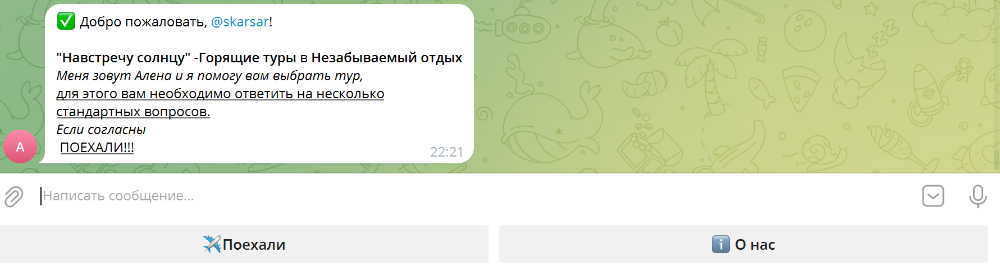 ✅ Добро пожаловать, @skarsar!
"Навстречу солнцу" -Горящие туры в Незабываемый отдых
Меня зовут Алена и я помогу вам выбрать тур,
для этого вам необходимо ответить на несколько
стандартных вопросов.
Если согласны
ПОЕХАЛИ!!!
22:21
А
Написать сообщение...
✈️Поехали
ℹ️ О нас